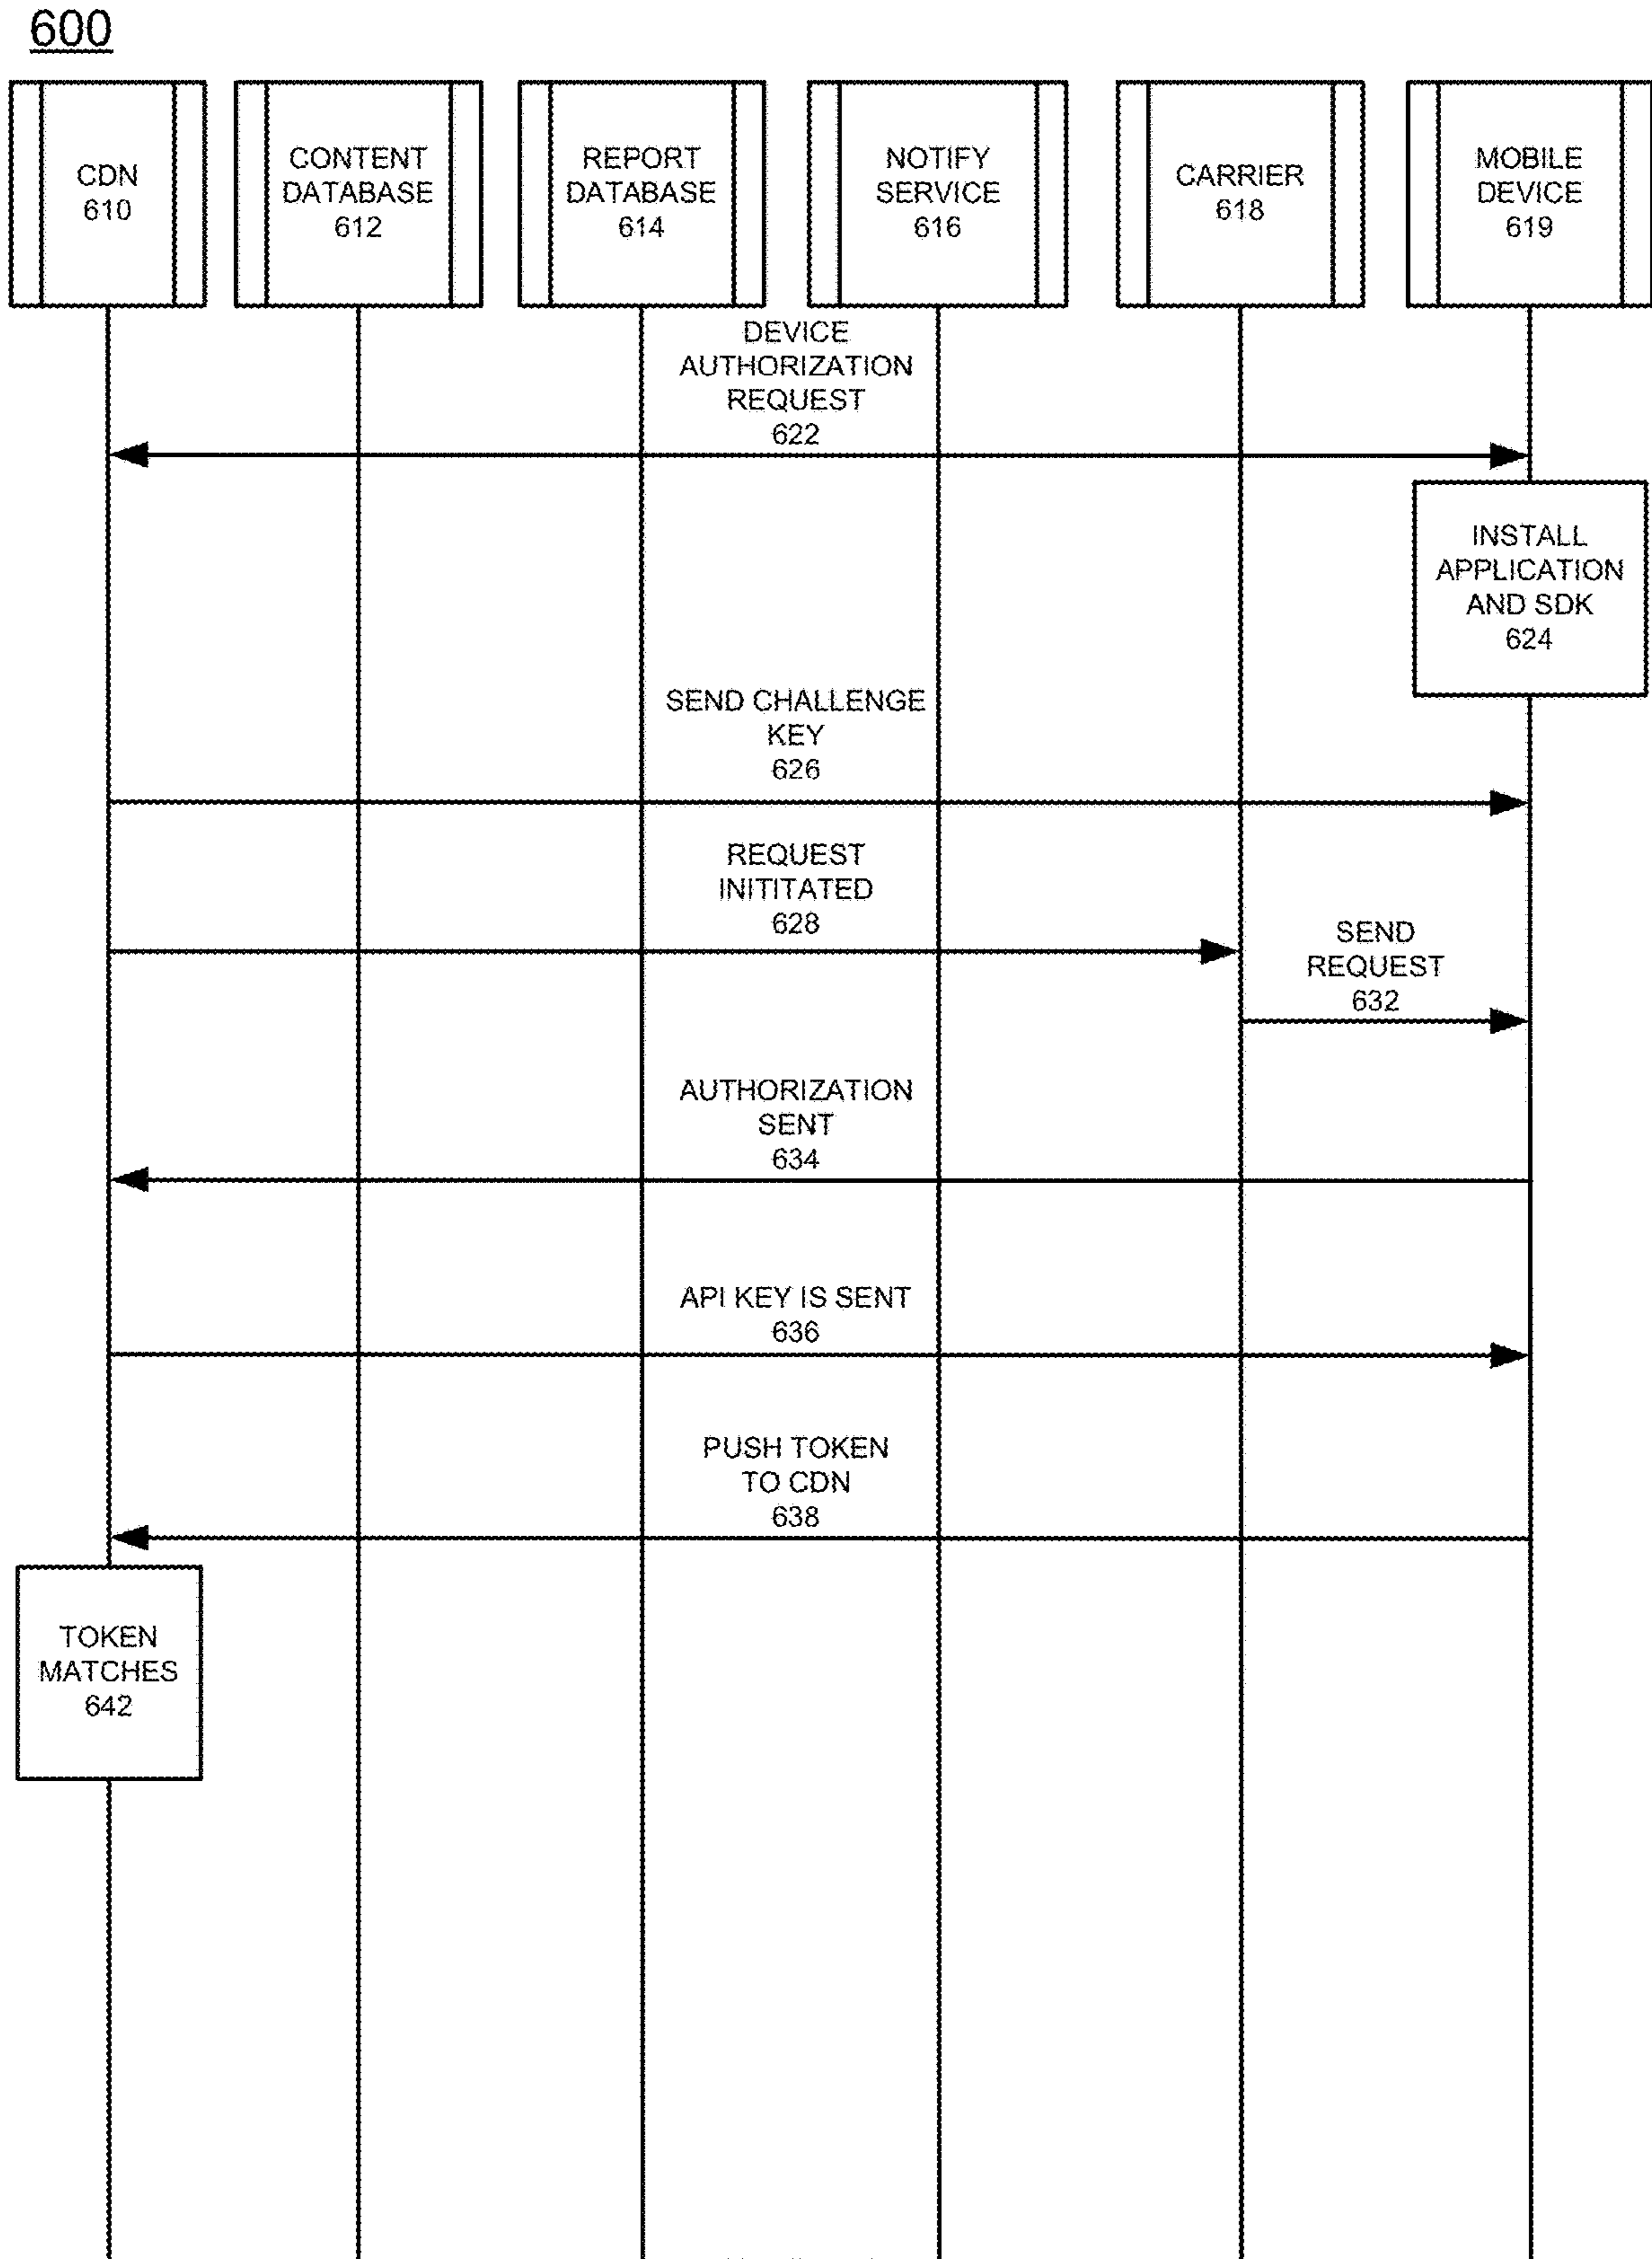 600
CDN
610
CONTENT
DATABASE
612
REPORT
DATABASE
614
NOTIFY
SERVICE
616
CARRIER
618
MOBILE
DEVICE
619
DEVICE
AUTHORIZATION
REQUEST
622
INSTALL
APPLICATION
AND SDK
624
SEND CHALLENGE
KEY
626
REQUEST
INITITATED
628
SEND
REQUEST
632
AUTHORIZATION
SENT
634
API KEY IS SENT
636
PUSH TOKEN
TO CDN
638
TOKEN
MATCHES
642